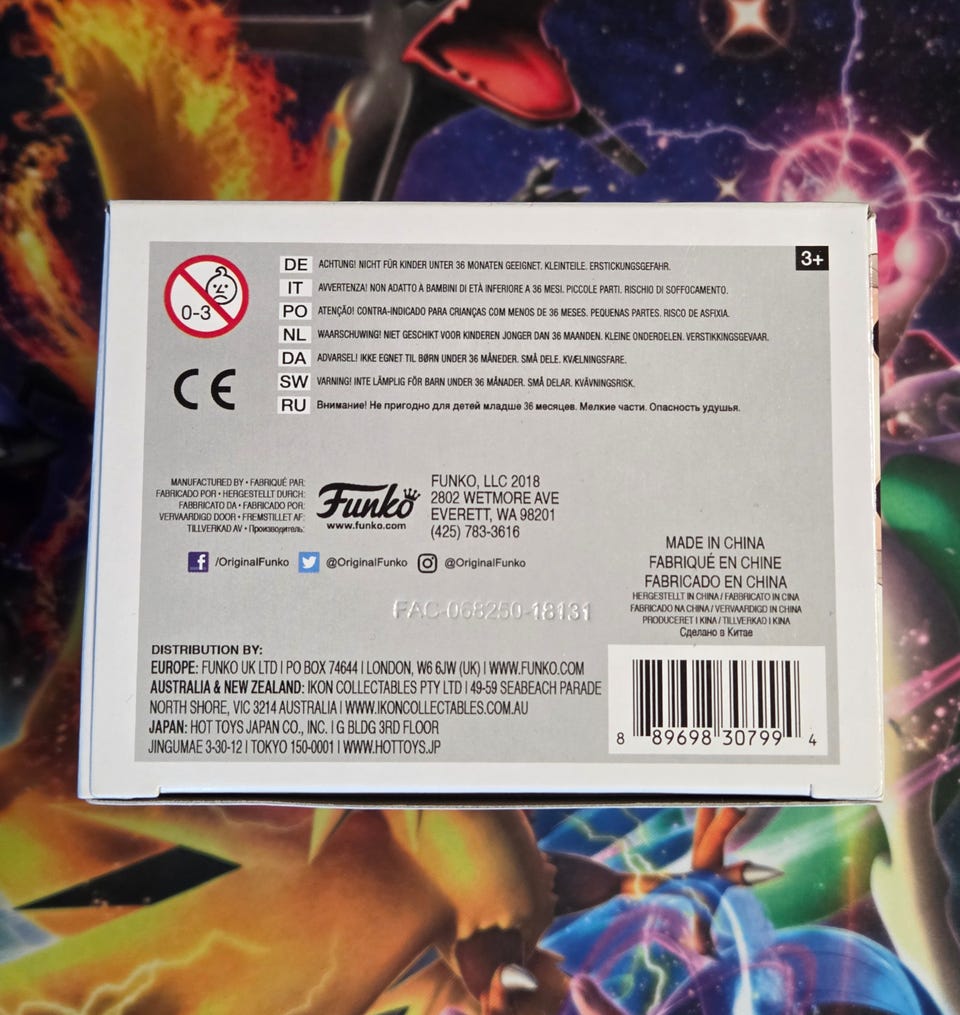 3+
0-3
DE ACHTUNG! NICHT FÜR KINDER UNTER 36 MONATEN GEEIGNET. KLEINTEILE. ERSTICKUNGSGEFAHR.
IT AVVERTENZA! NON ADATTO À BAMBINI DI ETÀ INFERIORE A 36 MESI. PICCOLE PARTI. RISCHIO DI SOFFOCAMENTO.
PO ATENÇÃO! CONTRA-INDICADO PARA CRIANÇAS COM MENOS DE 36 MESES. PEQUENAS PARTES. RISCO DE ASFIXIA.
NL WAARSCHUWING! NIET GESCHIKT VOOR KINDEREN JONGER DAN 36 MAANDEN. KLEINE ONDERDELEN. VERSTIKKINGSGEVAAR.
DA ADVARSEL! IKKE EGNET TIL BØRN UNDER 36 MÅNEDER. SMÅ DELE. KVÆLNINGSFARE.
SW VARNING! INTE LÄMPLIG FÖR BARN UNDER 36 MÅNADER. SMÅ DELAR. KVÄVNINGSRISK.
RU Внимание! Не пригодно для детей младше 36 месяцев. Мелкие части. Опасность удушья.
CE
MANUFACTURED BY • FABRIQUÉ PAR:
FABRICADO POR • HERGESTELLT DURCH:
FABBRICATO DA • FABRICADO POR:
VERVAARDIGD DOOR • FREMSTILLET AF:
TILLVERKAD AV • Производитель:
Funko
www.funko.com
FUNKO, LLC 2018
2802 WETMORE AVE
EVERETT, WA 98201
(425) 783-3616
f /OriginalFunko @OriginalFunko @OriginalFunko
FAC-068250-18131
MADE IN CHINA
FABRIQUÉ EN CHINE
FABRICADO EN CHINA
HERGESTELLT IN CHINA / FABBRICATO IN CINA
FABRICADO NA CHINA / VERVAARDIGD IN CHINA
PRODUCERET I KINA / TILLVERKAD I KINA
Сделано в Китае
DISTRIBUTION BY:
EUROPE: FUNKO UK LTD | PO BOX 74644 | LONDON, W6 6JW (UK) | WWW.FUNKO.COM
AUSTRALIA & NEW ZEALAND: IKON COLLECTABLES PTY LTD | 49-59 SEABEACH PARADE
NORTH SHORE, VIC 3214 AUSTRALIA | WWW.IKONCOLLECTABLES.COM.AU
JAPAN: HOT TOYS JAPAN CO., INC. | G BLDG 3RD FLOOR
JINGUMAE 3-30-12 | TOKYO 150-0001 | WWW.HOTTOYS.JP
8 89698 30799 4